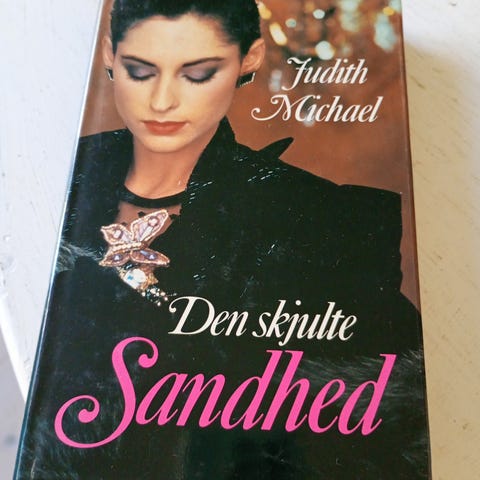 Judith
Michael
Den skjulte
Sandhed